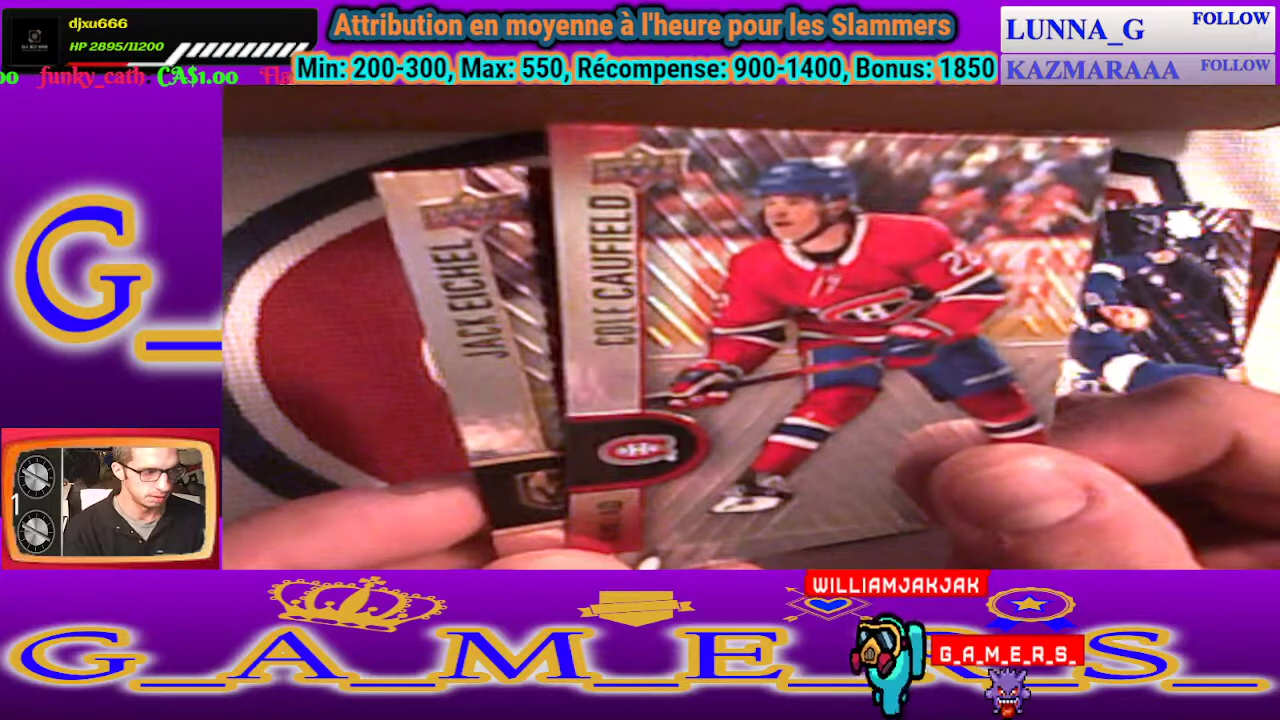 djxu666
HP 2895/11200
Attribution en moyenne à l'heure pour les Slammers
LUNNA_G FOLLOW
funky_cath. CA$1.00
Min: 200-300, Max: 550, Récompense: 900-1400, Bonus: 1850
KAZMARAAA FOLLOW
G_
JACK EICHEL
COLE CAUFIELD
WILLIAMJAKJAK
G_A_M_E_R_S_
G_A_M_E_R_S_